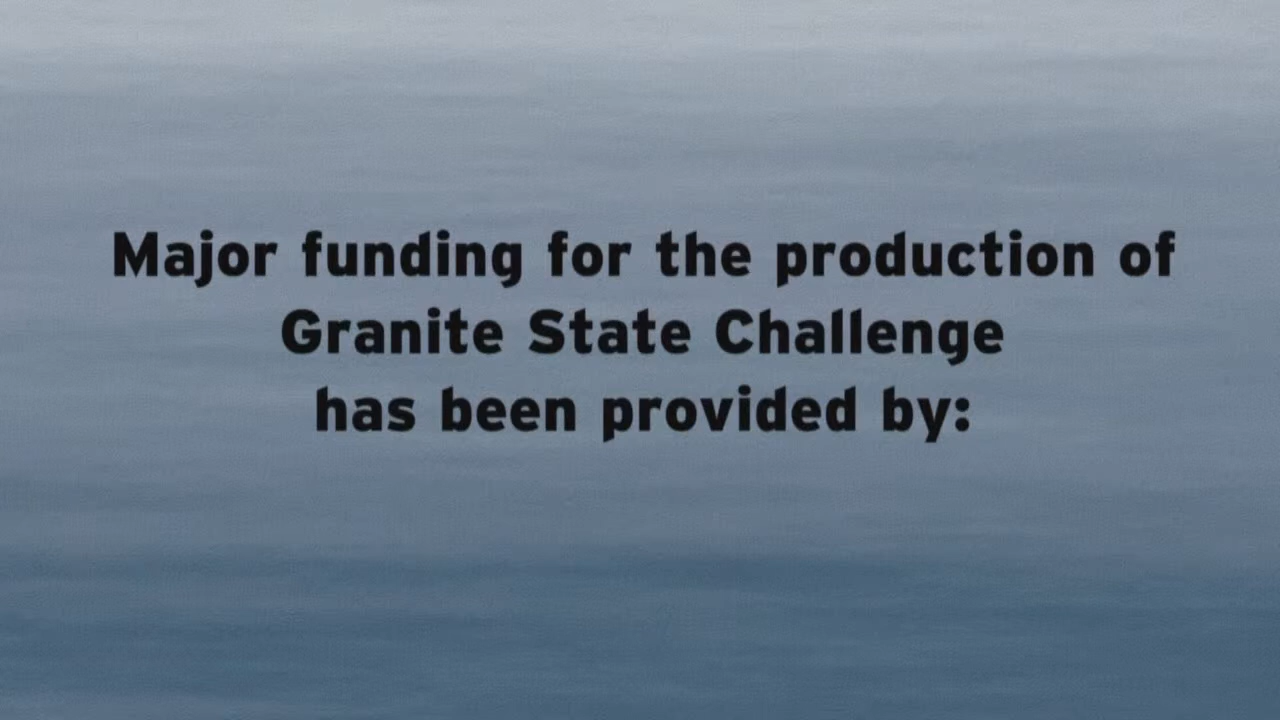 Major funding for the production of
Granite State Challenge
has been provided by: